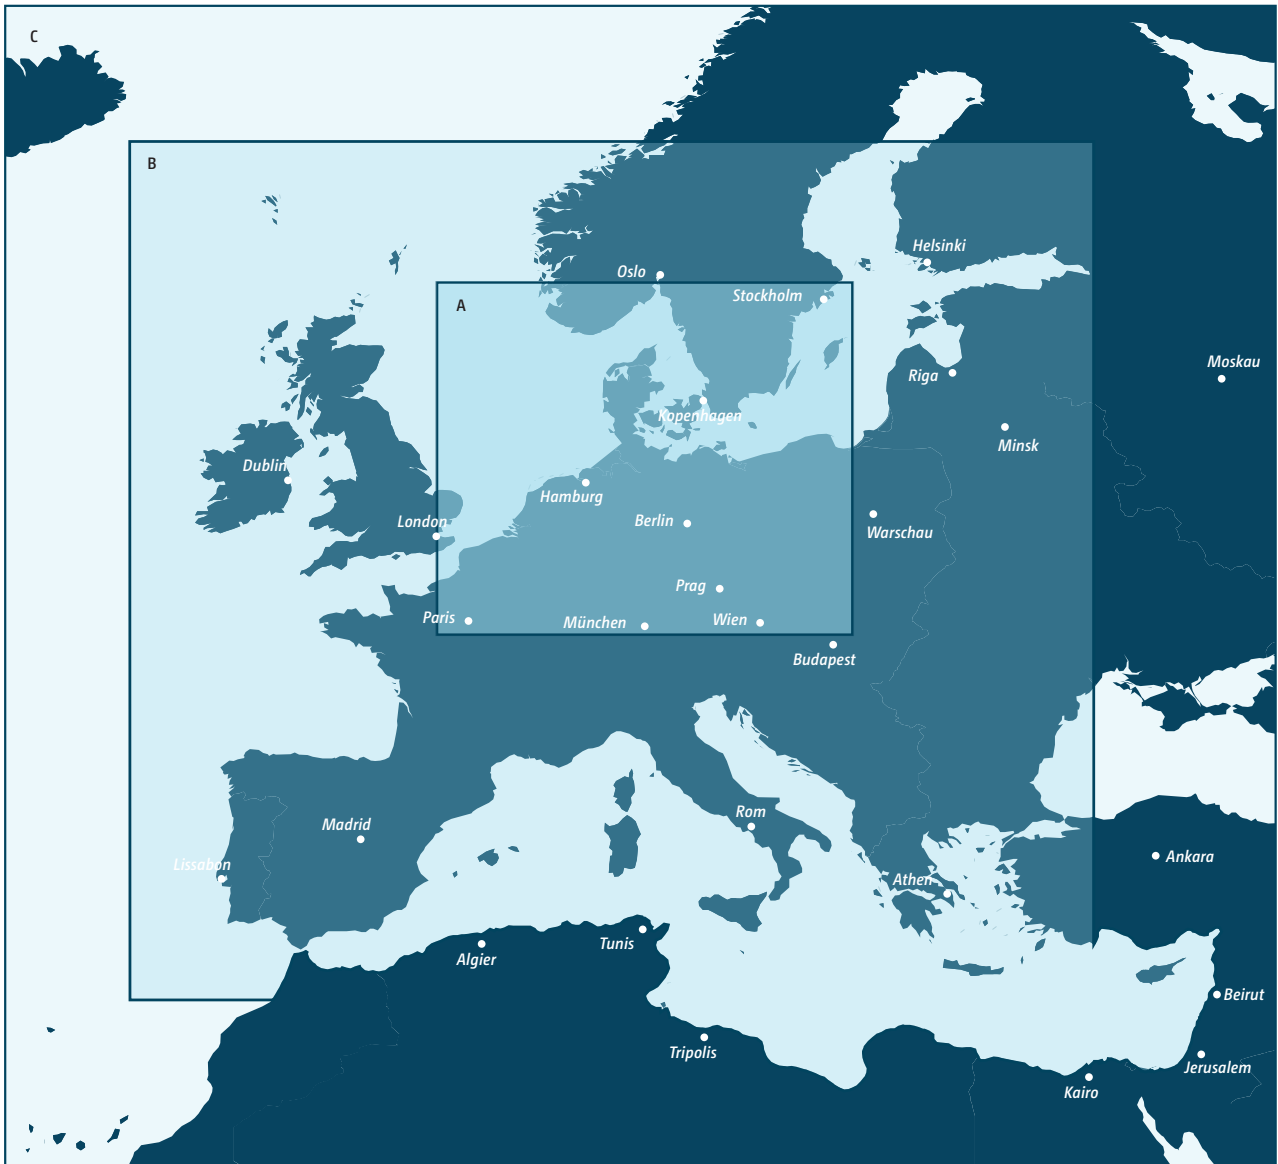 C
B
Helsinki
Oslo
Stockholm
A
Moskau
Riga
Kopenhagen
Minsk
Dublin
Hamburg
London
Berlin
Warschau
Prag
Paris
München
Wien
Budapest
Rom
Madrid
Ankara
Lissabon
Athen
Tunis
Algier
Beirut
Tripolis
Jerusalem
Kairo